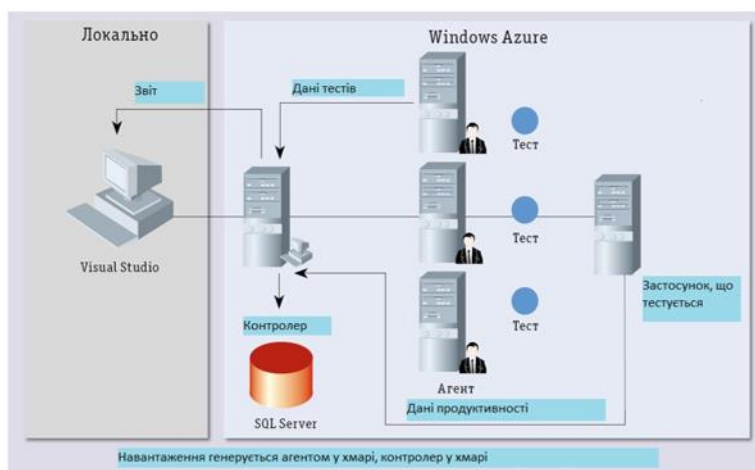 Локально
Windows Azure
Звіт
Дані тестів
Тест
Тест
Visual Studio
Застосунок, що
тестується
Контролер
Тест
Агент
Дані продуктивності
SQL Server
Навантаження генерується агентом у хмарі, контролер у хмарі